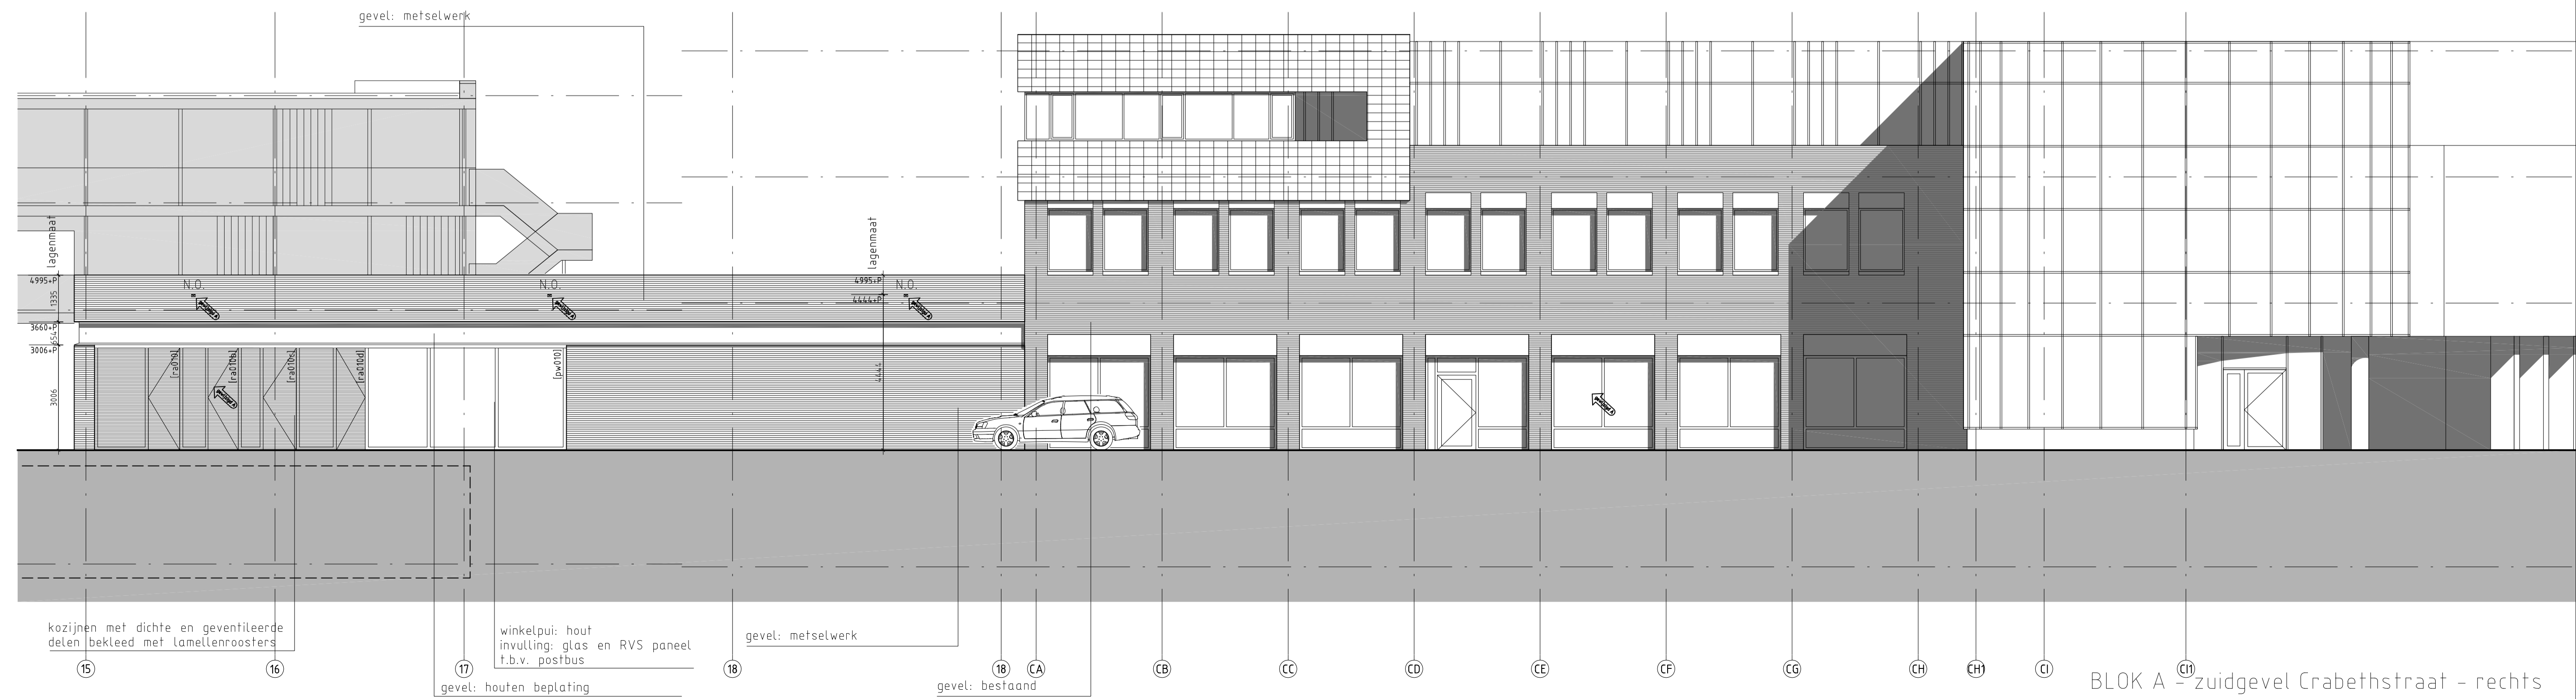 gevel: metselwerk
lagenmaat
lagenmaat
4995+P
N.O.
N.O.
4995+P
N.O.
1335
4444+P
3660+P
654
3006+P
[ra010]
[ra010b]
[ra010c]
[ra010d]
[pw010]
3006
4444
kozijnen met dichte en geventileerde
delen bekleed met lamellenroosters
winkelpui: hout
invulling: glas en RVS paneel
t.b.v. postbus
gevel: metselwerk
15
16
17
18
18
CA
CB
CC
CD
CE
CF
CG
CH
CH1
CI
CI1
gevel: houten beplating
gevel: bestaand
BLOK A - zuidgevel Crabethstraat - rechts